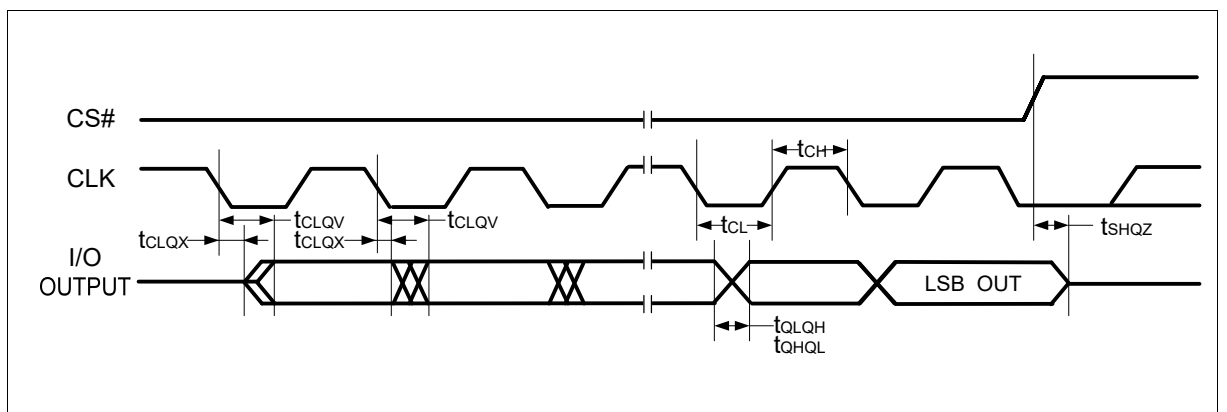 CS#
tCH
CLK
tCLQV
tCLQV
tCL
tCLQX
tCLQX
tSHQZ
I/O
OUTPUT
LSB OUT
tQLQH
tQHQL